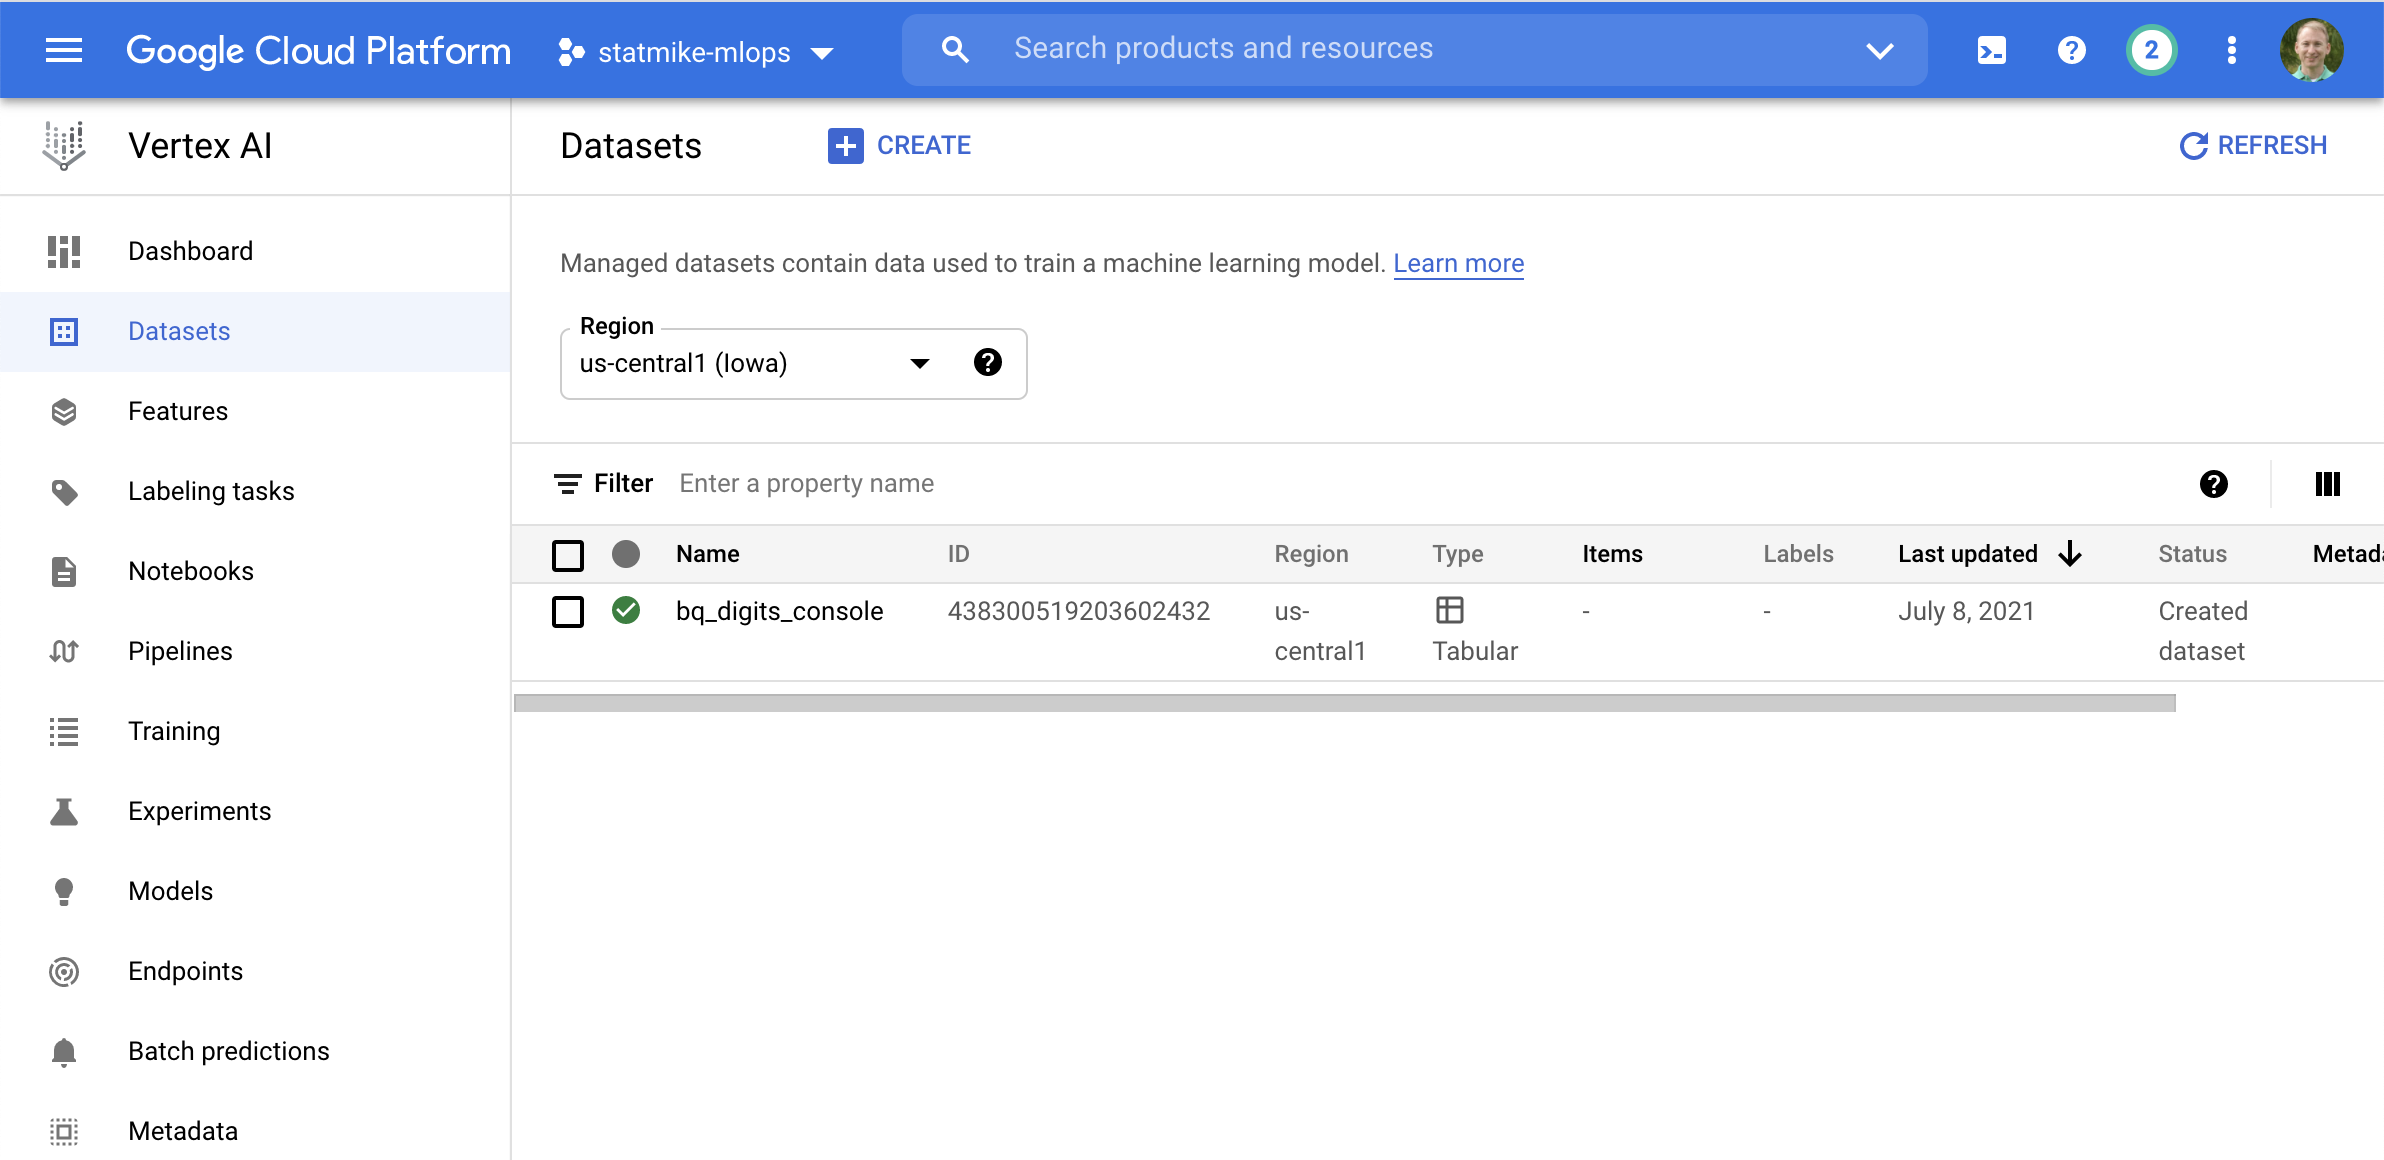 Google Cloud Platform
statmike-mlops
Search products and resources
2
Vertex AI
Datasets
CREATE
REFRESH
Dashboard
Datasets
Features
Labeling tasks
Notebooks
Pipelines
Training
Experiments
Models
Endpoints
Batch predictions
Metadata
Managed datasets contain data used to train a machine learning model. Learn more
Region
us-central1 (Iowa)
Filter Enter a property name
Name ID Region Type Items Labels Last updated Status Metad
bq_digits_console 438300519203602432 us- - - July 8, 2021 Created
central1 Tabular dataset